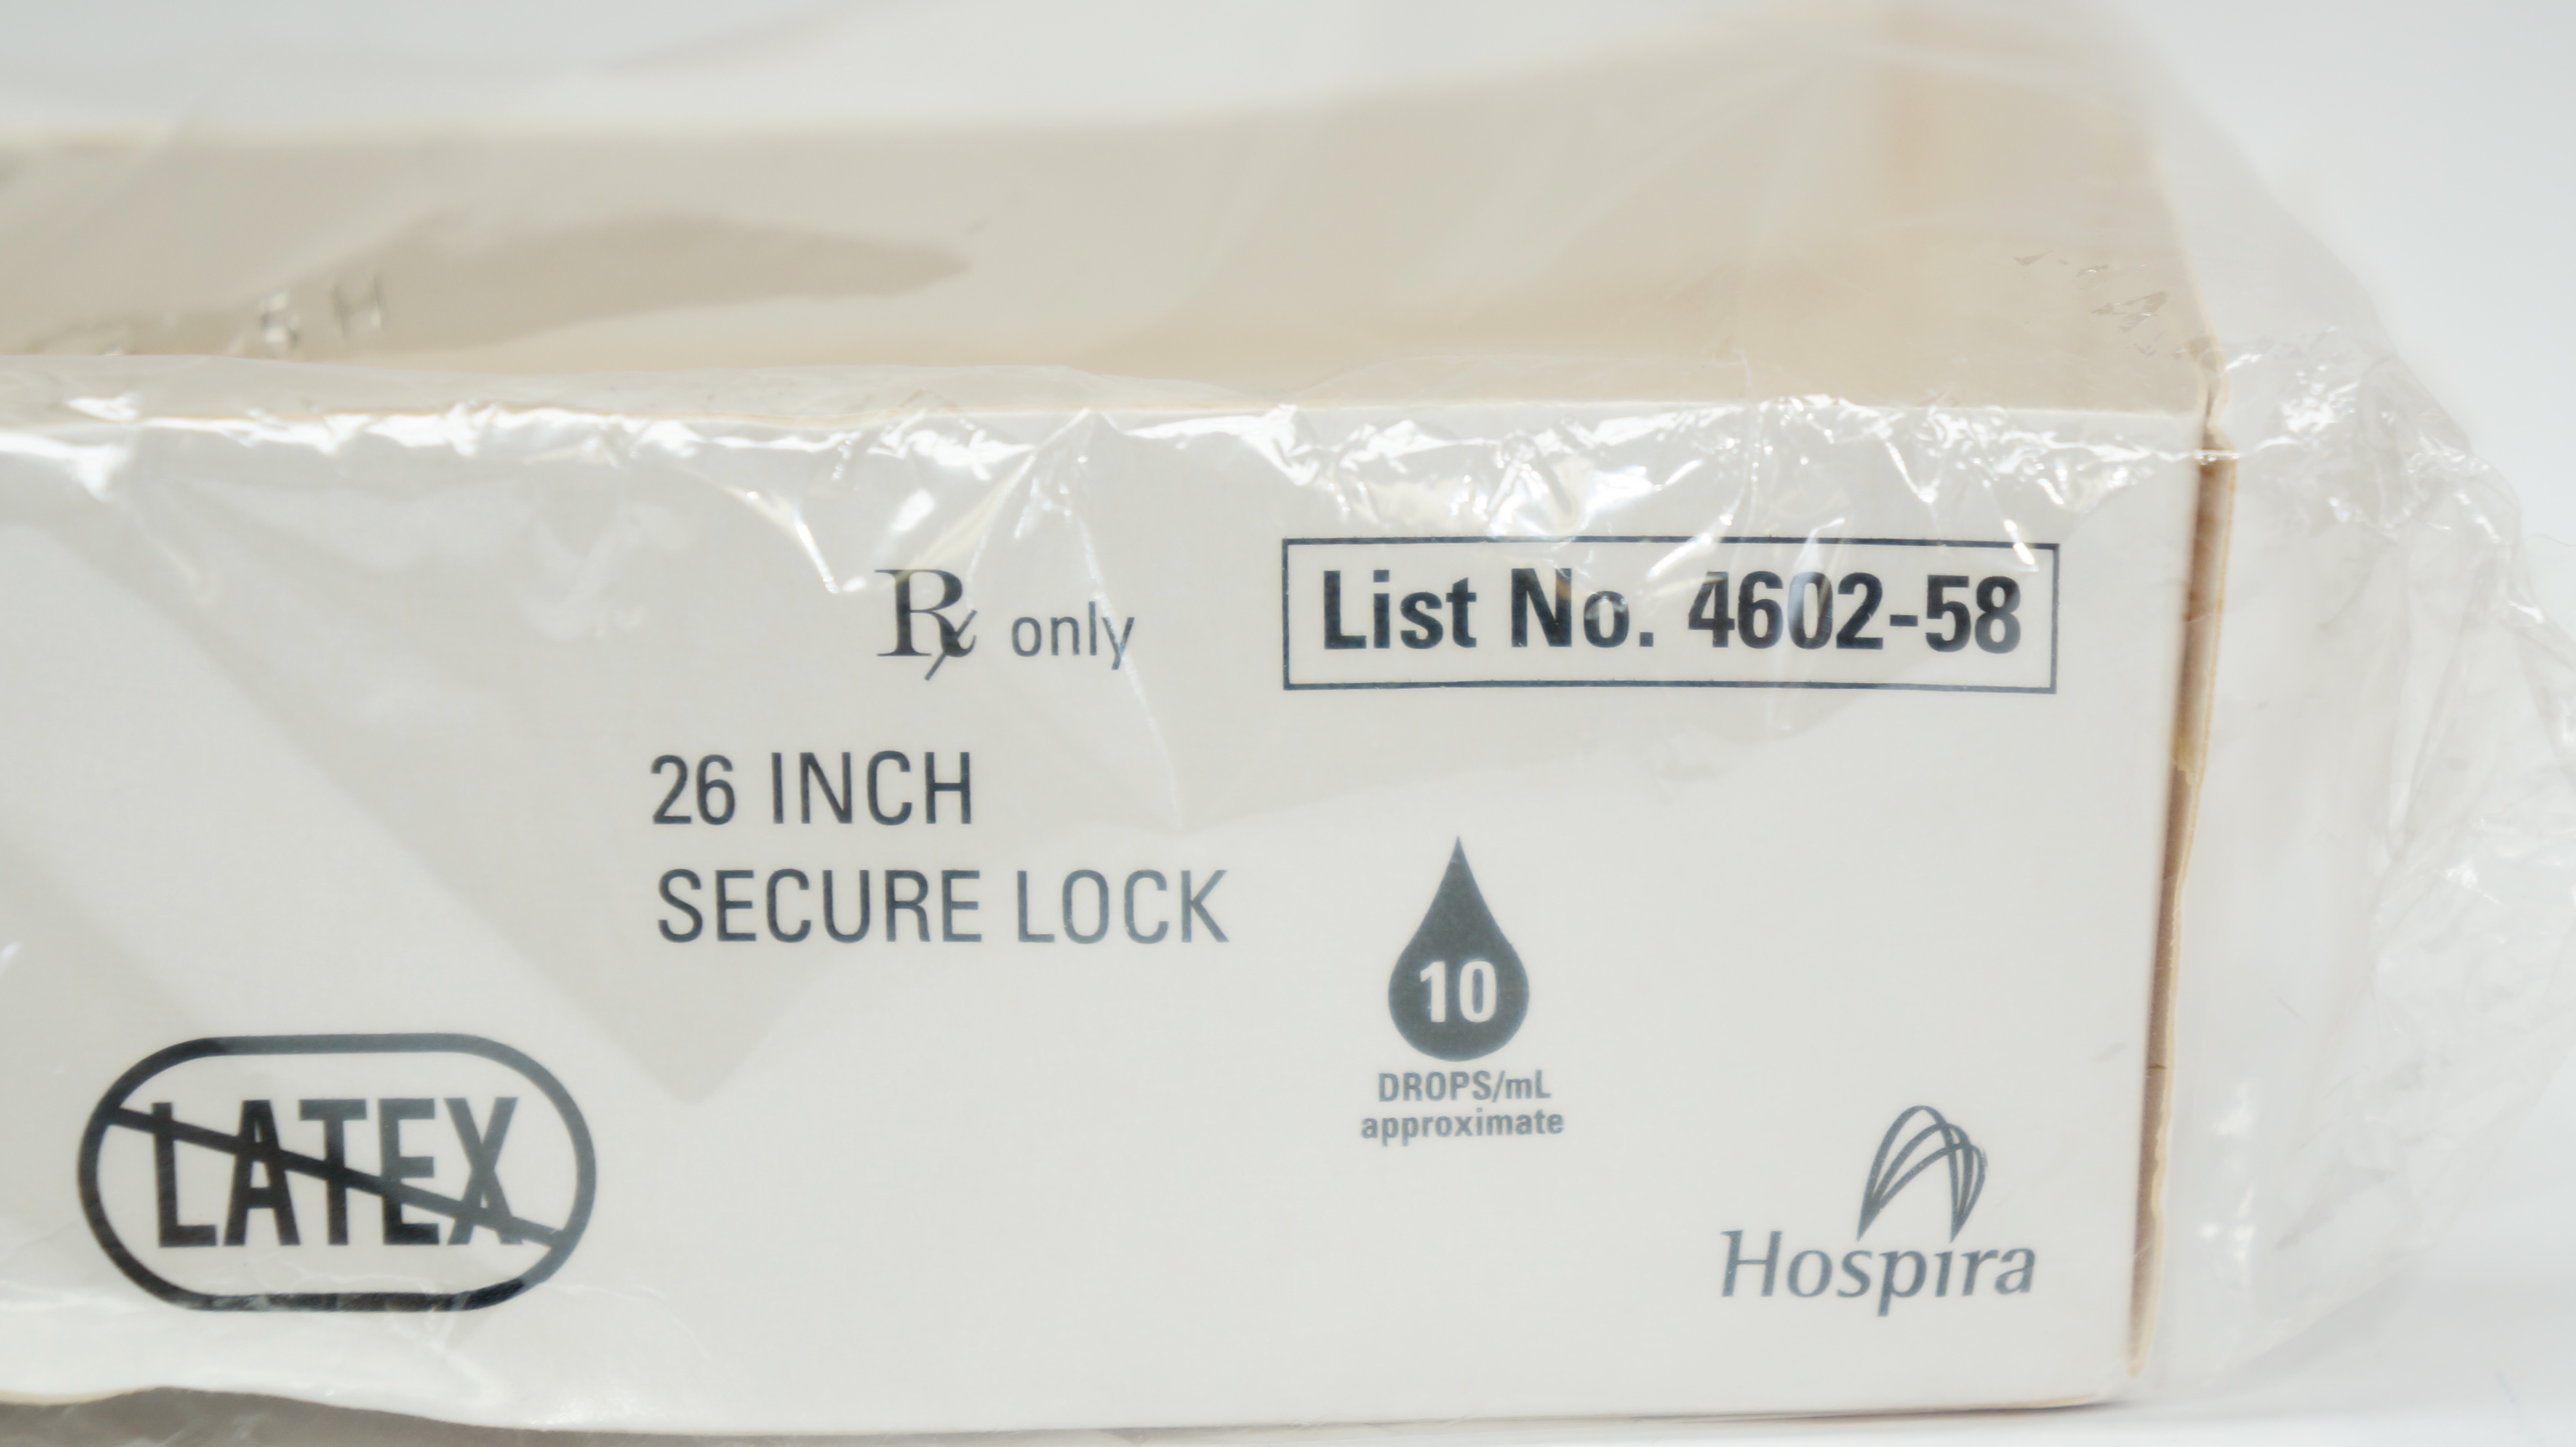 ℞ only
List No. 4602-58
26 INCH
SECURE LOCK
10
DROPS/mL
approximate
LATEX
Hospira